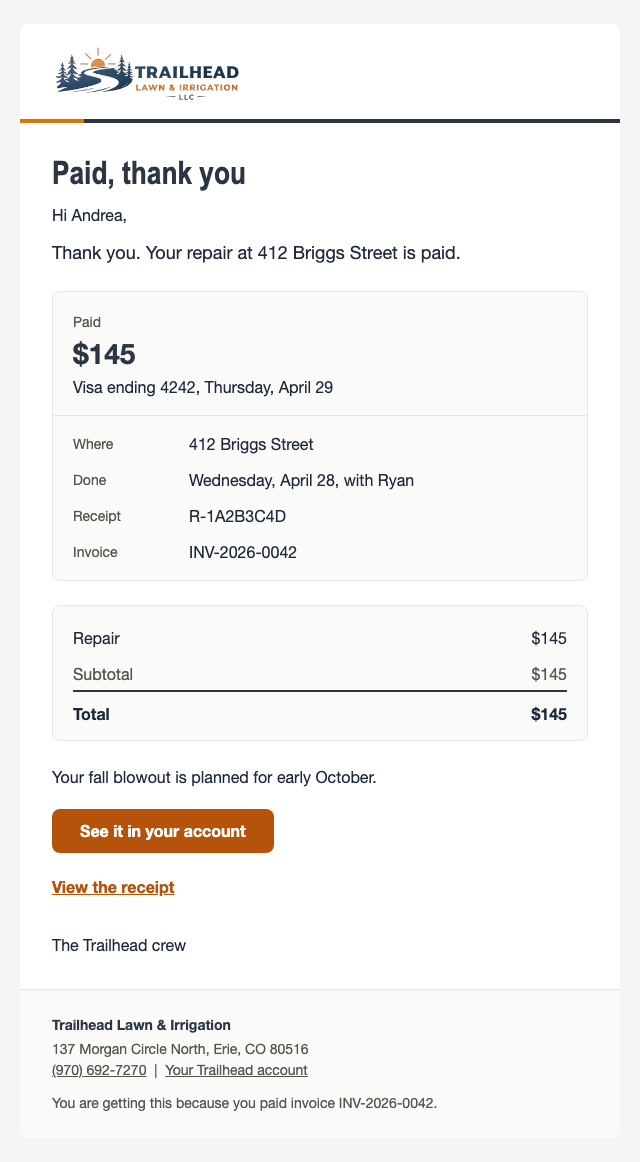 TRAILHEAD
LAWN & IRRIGATION
LLC
Paid, thank you
Hi Andrea,
Thank you. Your repair at 412 Briggs Street is paid.
Paid
$145
Visa ending 4242, Thursday, April 29
Where 412 Briggs Street
Done Wednesday, April 28, with Ryan
Receipt R-1A2B3C4D
Invoice INV-2026-0042
Repair $145
Subtotal $145
Total $145
Your fall blowout is planned for early October.
See it in your account
View the receipt
The Trailhead crew
Trailhead Lawn & Irrigation
137 Morgan Circle North, Erie, CO 80516
(970) 692-7270 | Your Trailhead account
You are getting this because you paid invoice INV-2026-0042.